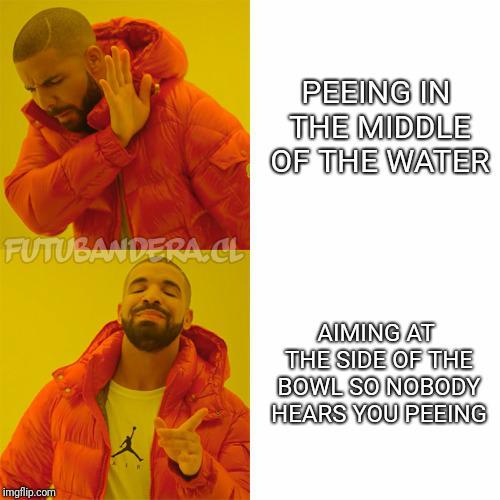 PEEING IN
THE MIDDLE
OF THE WATER
FUTUBANDERA.CL
AIMING AT
THE SIDE OF THE
BOWL SO NOBODY
HEARS YOU PEEING
AIR
imgflip.com